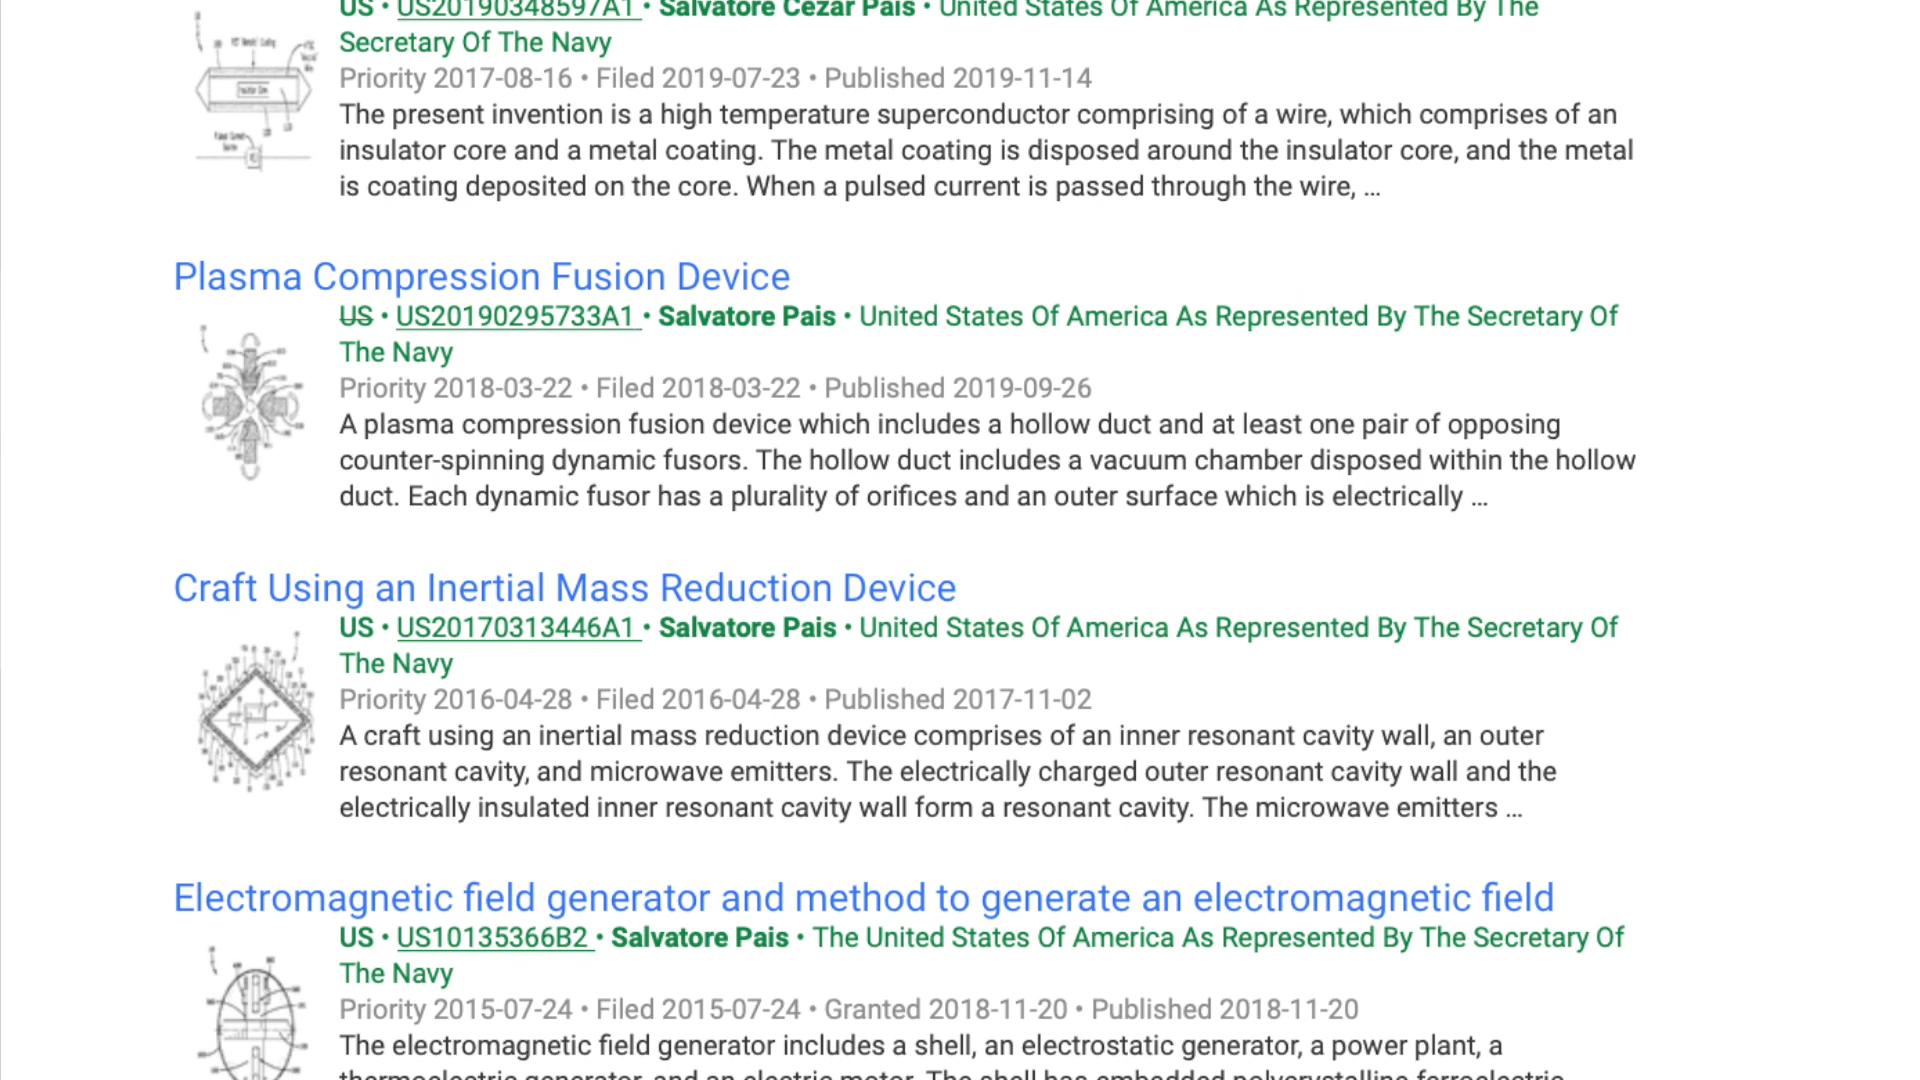 US • US20190348597A1 • Salvatore Cezar Pais • United States Of America As Represented By The
Secretary Of The Navy
Priority 2017-08-16 • Filed 2019-07-23 • Published 2019-11-14
The present invention is a high temperature superconductor comprising of a wire, which comprises of an
insulator core and a metal coating. The metal coating is disposed around the insulator core, and the metal
is coating deposited on the core. When a pulsed current is passed through the wire, …
Plasma Compression Fusion Device
US • US20190295733A1 • Salvatore Pais • United States Of America As Represented By The Secretary Of
The Navy
Priority 2018-03-22 • Filed 2018-03-22 • Published 2019-09-26
A plasma compression fusion device which includes a hollow duct and at least one pair of opposing
counter-spinning dynamic fusors. The hollow duct includes a vacuum chamber disposed within the hollow
duct. Each dynamic fusor has a plurality of orifices and an outer surface which is electrically …
Craft Using an Inertial Mass Reduction Device
US • US20170313446A1 • Salvatore Pais • United States Of America As Represented By The Secretary Of
The Navy
Priority 2016-04-28 • Filed 2016-04-28 • Published 2017-11-02
A craft using an inertial mass reduction device comprises of an inner resonant cavity wall, an outer
resonant cavity, and microwave emitters. The electrically charged outer resonant cavity wall and the
electrically insulated inner resonant cavity wall form a resonant cavity. The microwave emitters …
Electromagnetic field generator and method to generate an electromagnetic field
US • US10135366B2 • Salvatore Pais • The United States Of America As Represented By The Secretary Of
The Navy
Priority 2015-07-24 • Filed 2015-07-24 • Granted 2018-11-20 • Published 2018-11-20
The electromagnetic field generator includes a shell, an electrostatic generator, a power plant, a
thermoelectric generator, and an electric motor. The shell has embedded polycrystalline ferroelectric